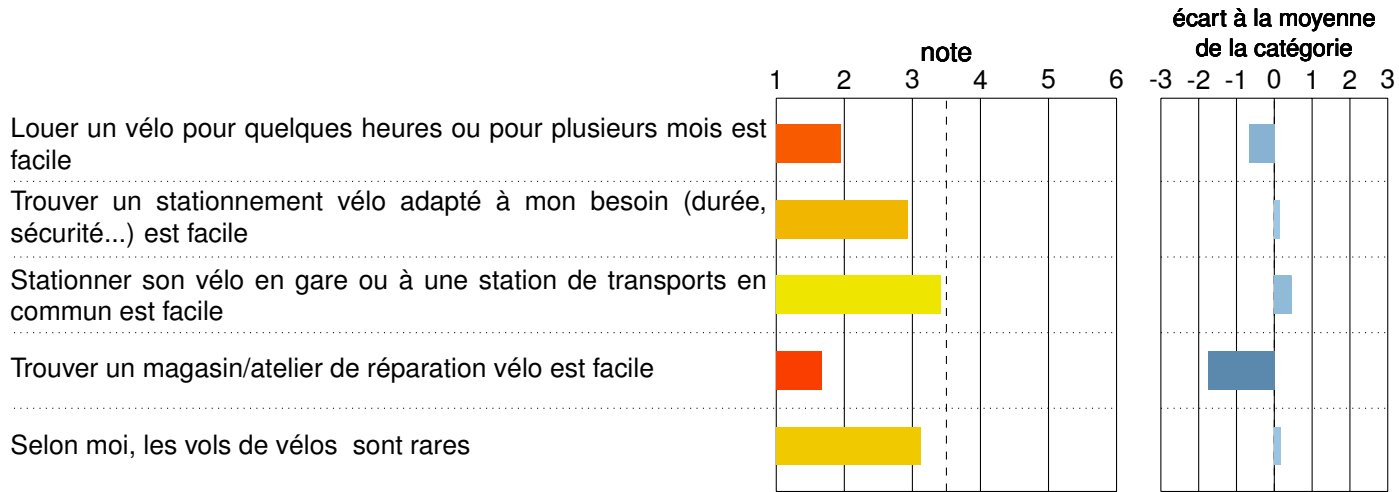 écart à la moyenne
note de la catégorie
1 2 3 4 5 6 -3 -2 -1 0 1 2 3
Louer un vélo pour quelques heures ou pour plusieurs mois est
facile
Trouver un stationnement vélo adapté à mon besoin (durée,
sécurité...) est facile
Stationner son vélo en gare ou à une station de transports en
commun est facile
Trouver un magasin/atelier de réparation vélo est facile
Selon moi, les vols de vélos sont rares